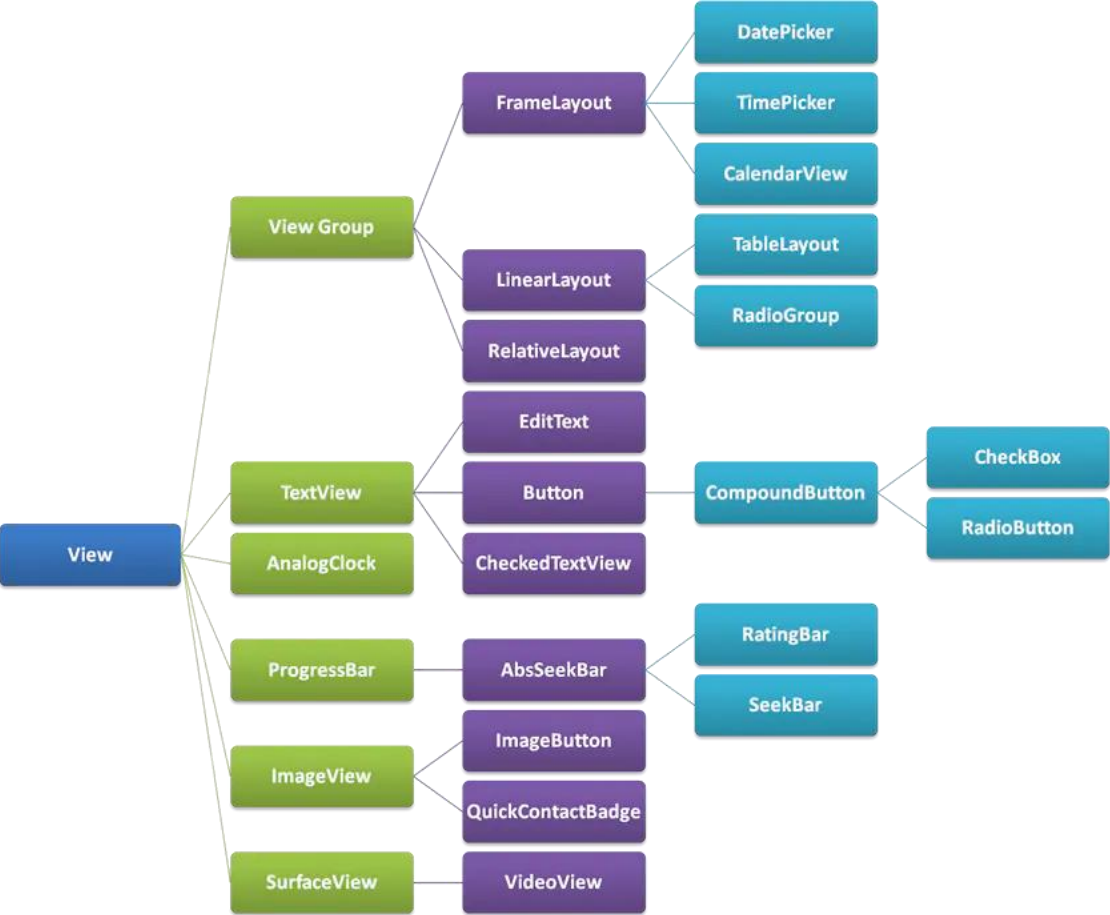 View
View Group
TextView
AnalogClock
ProgressBar
ImageView
SurfaceView
FrameLayout
LinearLayout
RelativeLayout
EditText
Button
CheckedTextView
AbsSeekBar
ImageButton
QuickContactBadge
VideoView
DatePicker
TimePicker
CalendarView
TableLayout
RadioGroup
CompoundButton
RatingBar
SeekBar
CheckBox
RadioButton